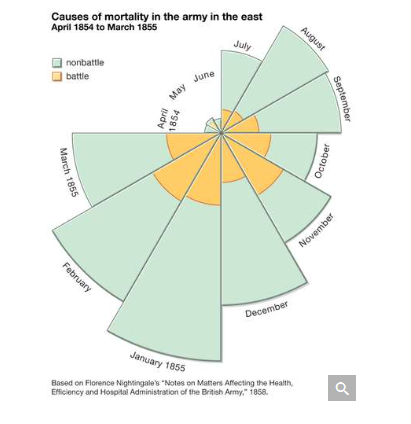 Causes of mortality in the army in the east
April 1854 to March 1855
nonbattle
battle
April
1854
May
June
July
August
September
October
November
December
January 1855
February
March 1855
Based on Florence Nightingale's "Notes on Matters Affecting the Health,
Efficiency and Hospital Administration of the British Army," 1858.